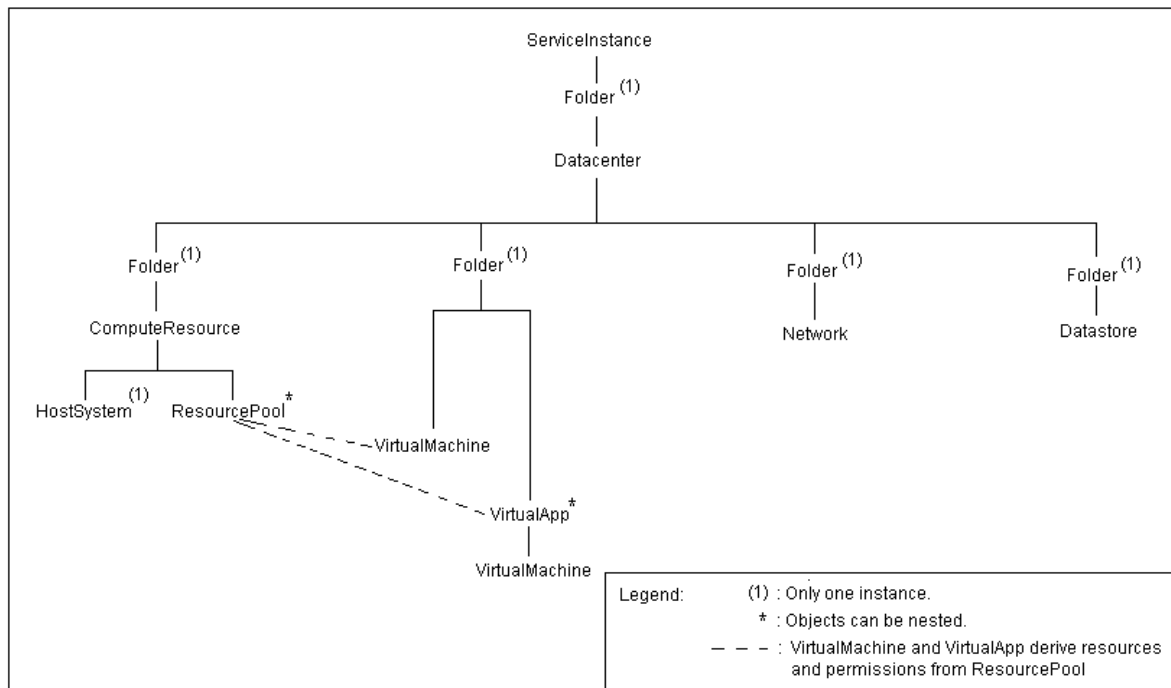 ServiceInstance
Folder (1)
Datacenter
Folder (1)
Folder (1)
Folder (1)
Folder (1)
ComputeResource
Network
Datastore
HostSystem (1)
ResourcePool *
VirtualMachine
VirtualApp *
VirtualMachine
Legend:
(1) : Only one instance.
* : Objects can be nested.
— — — : VirtualMachine and VirtualApp derive resources
and permissions from ResourcePool